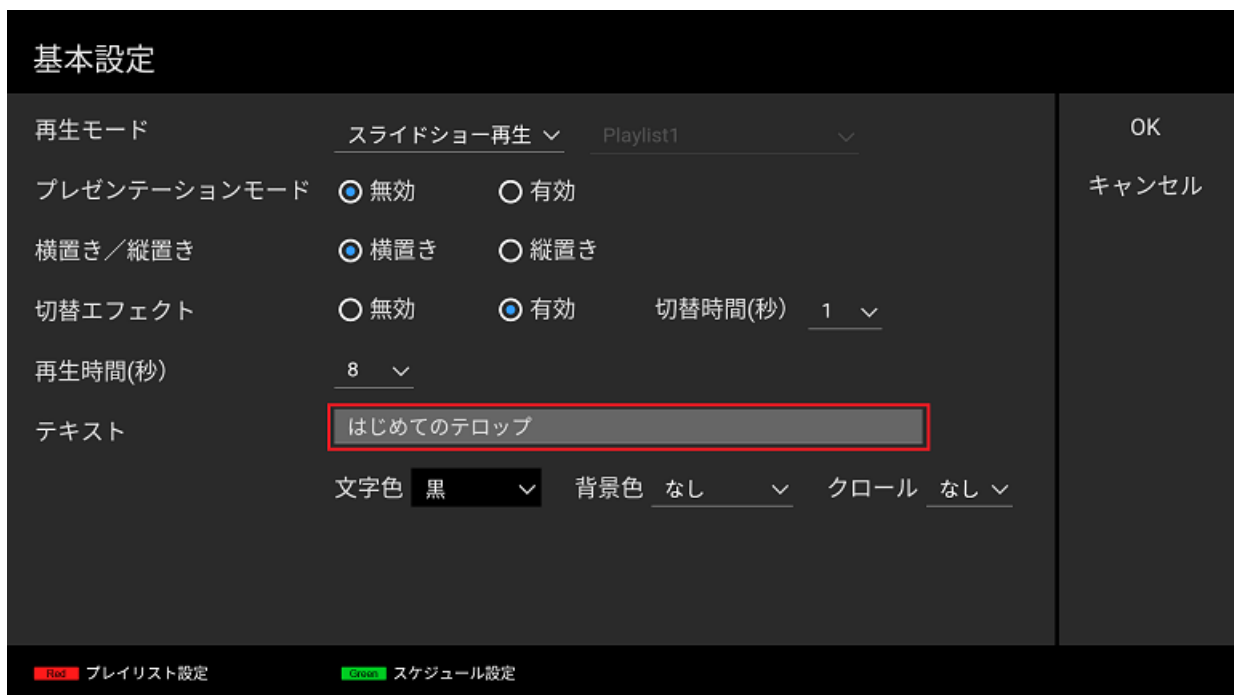 基本設定
再生モード スライドショー再生 Playlist1 OK
プレゼンテーションモード 無効 有効 キャンセル
横置き／縦置き 横置き 縦置き
切替エフェクト 無効 有効 切替時間(秒) 1
再生時間(秒) 8
テキスト はじめてのテロップ
文字色 黒 背景色 なし クロール なし
Red プレイリスト設定 Green スケジュール設定